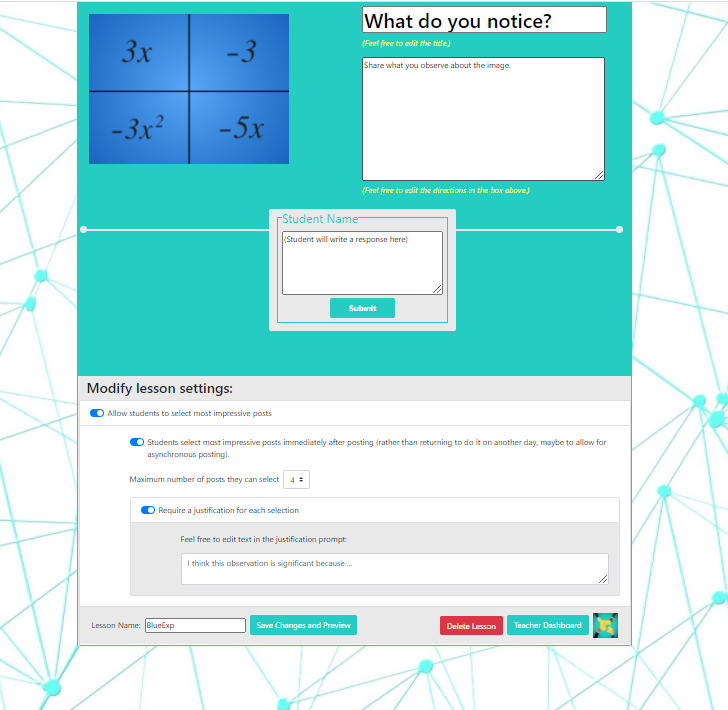 3x
-3
-3x²
-5x
What do you notice?
(Feel free to edit the title.)
Share what you observe about the image.
(Feel free to edit the directions in the box above.)
Student Name
(Student will write a response here)
Submit
Modify lesson settings:
Allow students to select most impressive posts
Students select most impressive posts immediately after posting (rather than returning to do it on another day, maybe to allow for
asynchronous posting).
Maximum number of posts they can select 4
Require a justification for each selection
Feel free to edit text in the justification prompt:
I think this observation is significant because ...
Lesson Name: BlueExp Save Changes and Preview Delete Lesson Teacher Dashboard